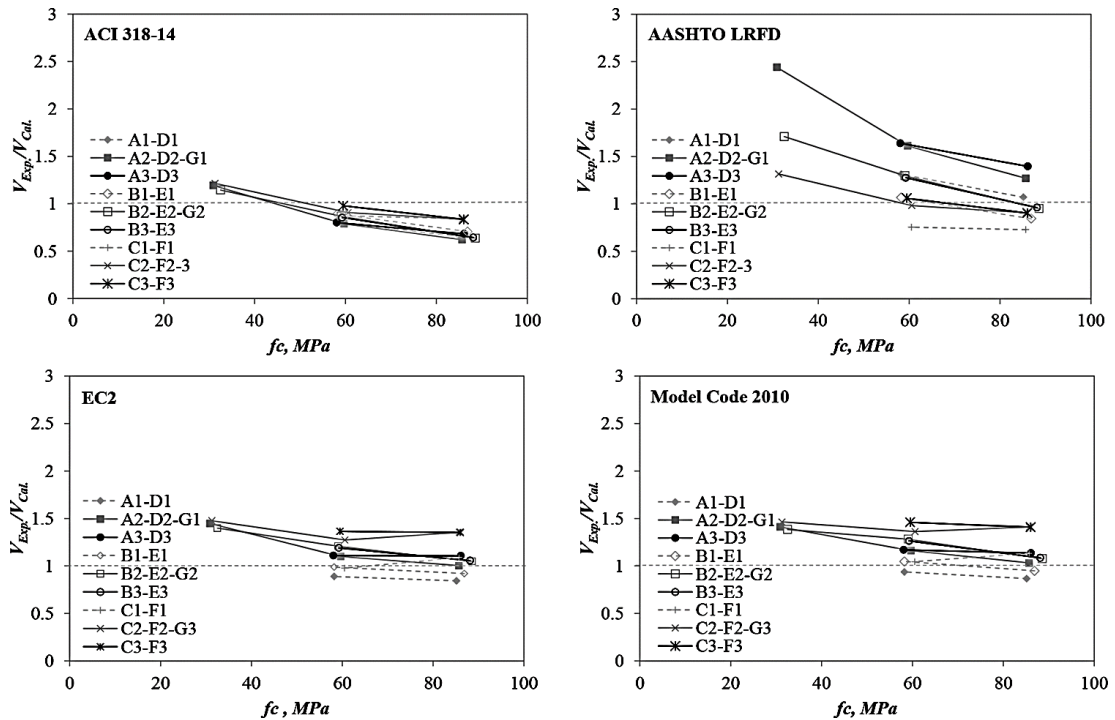 ACI 318-14
V_Exp./V_Cal.
3
2.5
2
1.5
1
0.5
0
A1-D1
A2-D2-G1
A3-D3
B1-E1
B2-E2-G2
B3-E3
C1-F1
C2-F2-3
C3-F3
0 20 40 60 80 100
fc, MPa
AASHTO LRFD
V_Exp./V_Cal.
3
2.5
2
1.5
1
0.5
0
A1-D1
A2-D2-G1
A3-D3
B1-E1
B2-E2-G2
B3-E3
C1-F1
C2-F2-3
C3-F3
0 20 40 60 80 100
fc, MPa
EC2
V_Exp./V_Cal.
3
2.5
2
1.5
1
0.5
0
A1-D1
A2-D2-G1
A3-D3
B1-E1
B2-E2-G2
B3-E3
C1-F1
C2-F2-G3
C3-F3
0 20 40 60 80 100
fc , MPa
Model Code 2010
V_Exp./V_Cal.
3
2.5
2
1.5
1
0.5
0
A1-D1
A2-D2-G1
A3-D3
B1-E1
B2-E2-G2
B3-E3
C1-F1
C2-F2-G3
C3-F3
0 20 40 60 80 100
fc, MPa